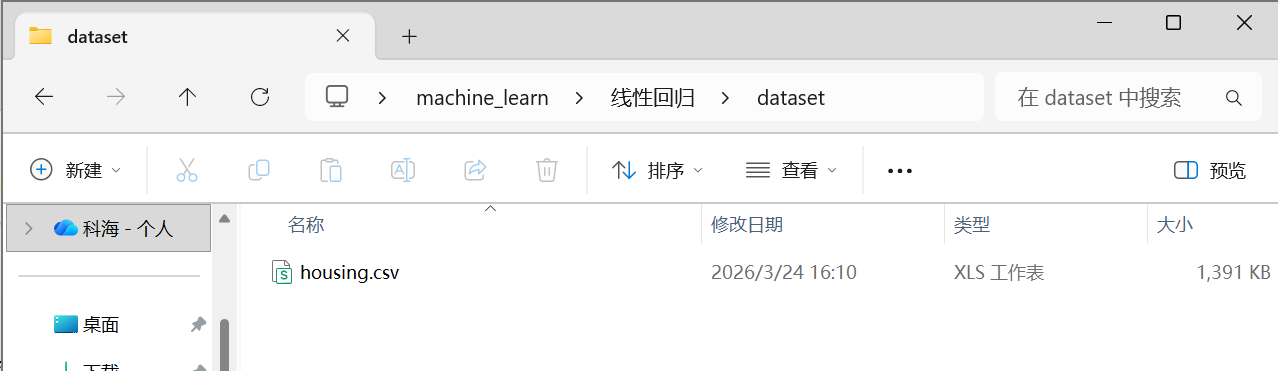 dataset
machine_learn > 线性回归 > dataset
在 dataset 中搜索
新建
排序
查看
预览
科海 - 个人
名称
修改日期
类型
大小
housing.csv
2026/3/24 16:10
XLS 工作表
1,391 KB
桌面
下载